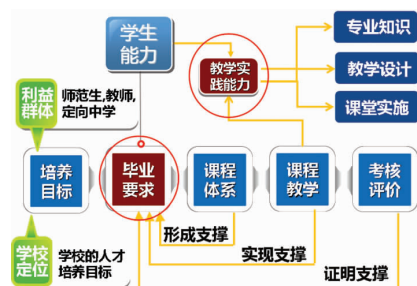 学生
能力
专业知识
教学实
践能力
教学设计
课堂实施
利益
群体
师范生,教师,
定向中学
培养
目标
毕业
要求
课程
体系
课程
教学
考核
评价
形成支撑
实现支撑
证明支撑
学校
定位
学校的人才
培养目标